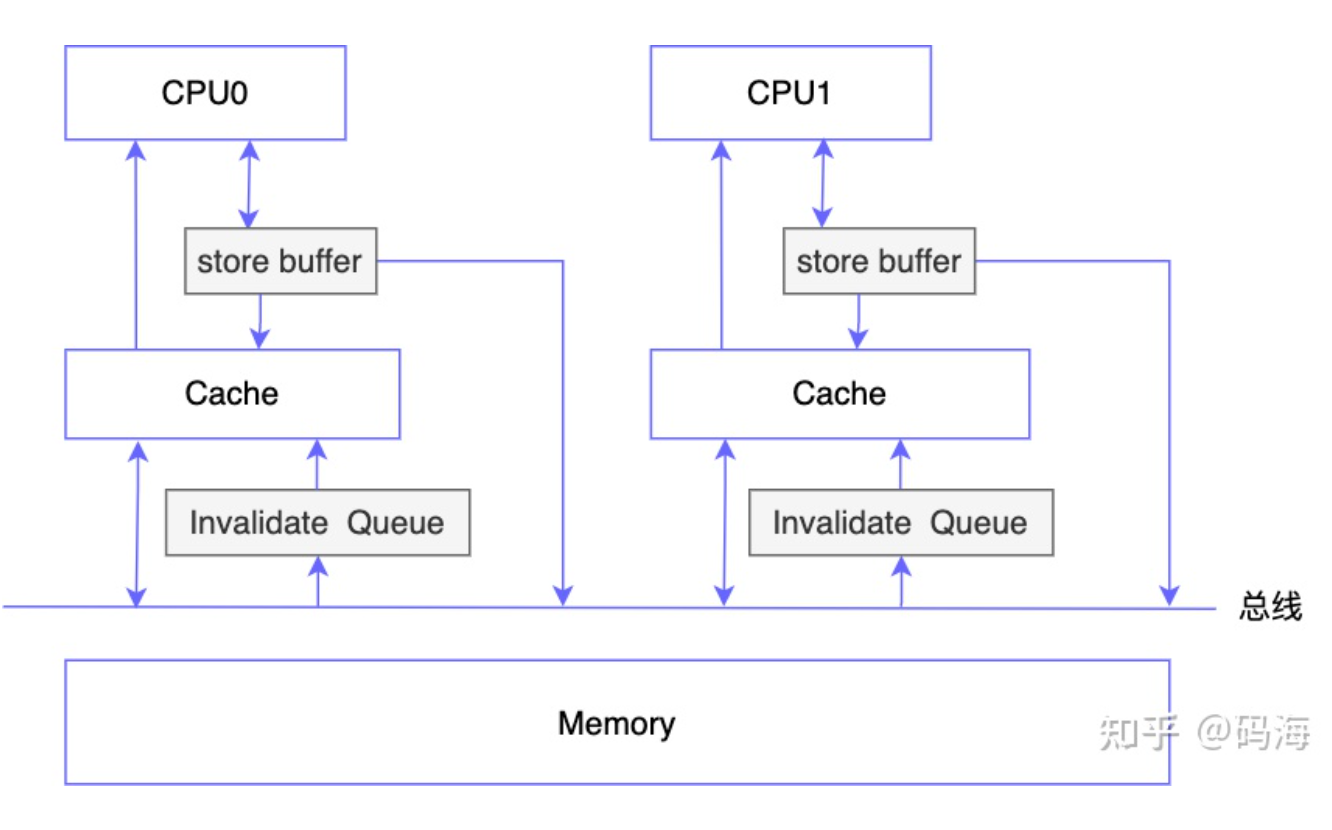 CPU0
CPU1
store buffer
store buffer
Cache
Cache
Invalidate Queue
Invalidate Queue
总线
Memory
知乎 @码海